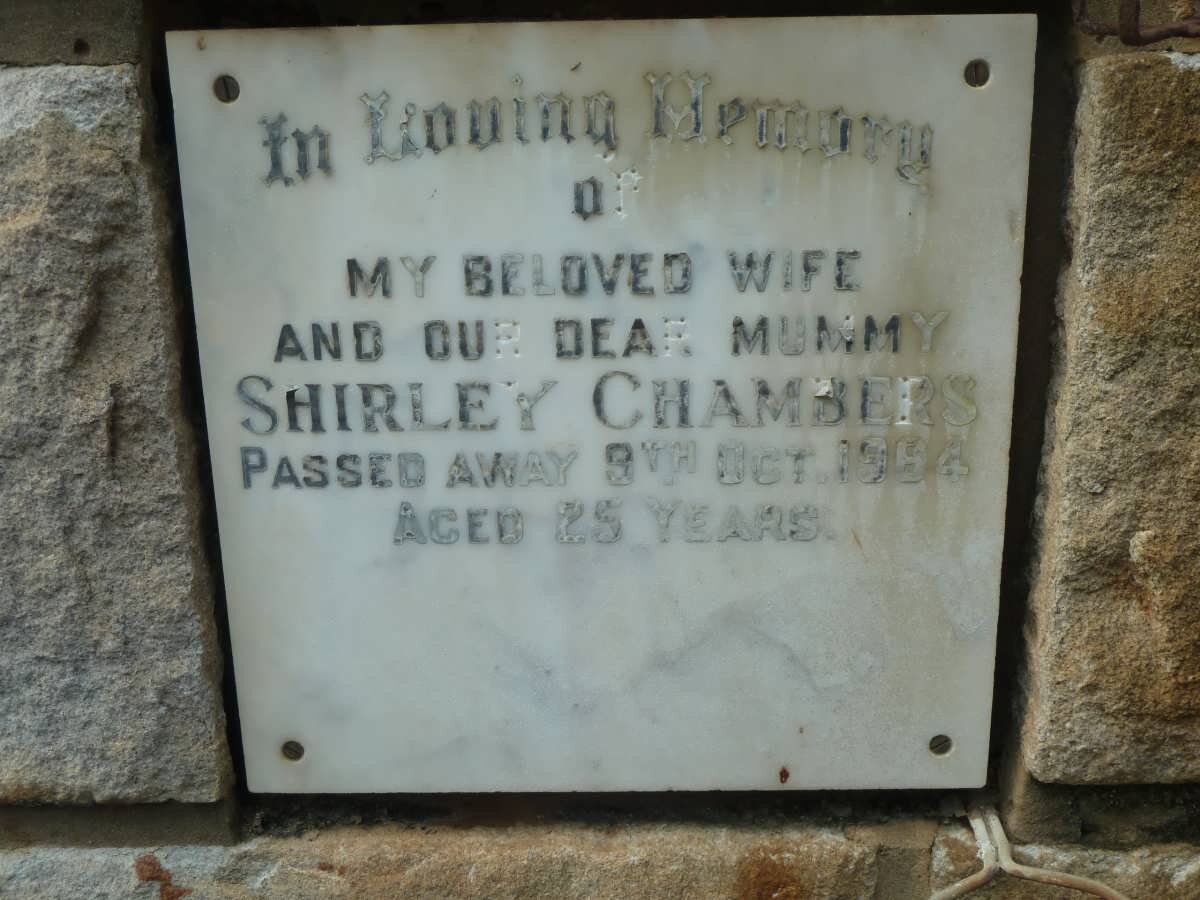 In Loving Memory
of
MY BELOVED WIFE
AND OUR DEAR MUMMY
SHIRLEY CHAMBERS
PASSED AWAY 9TH OCT. 1964
AGED 25 YEARS.